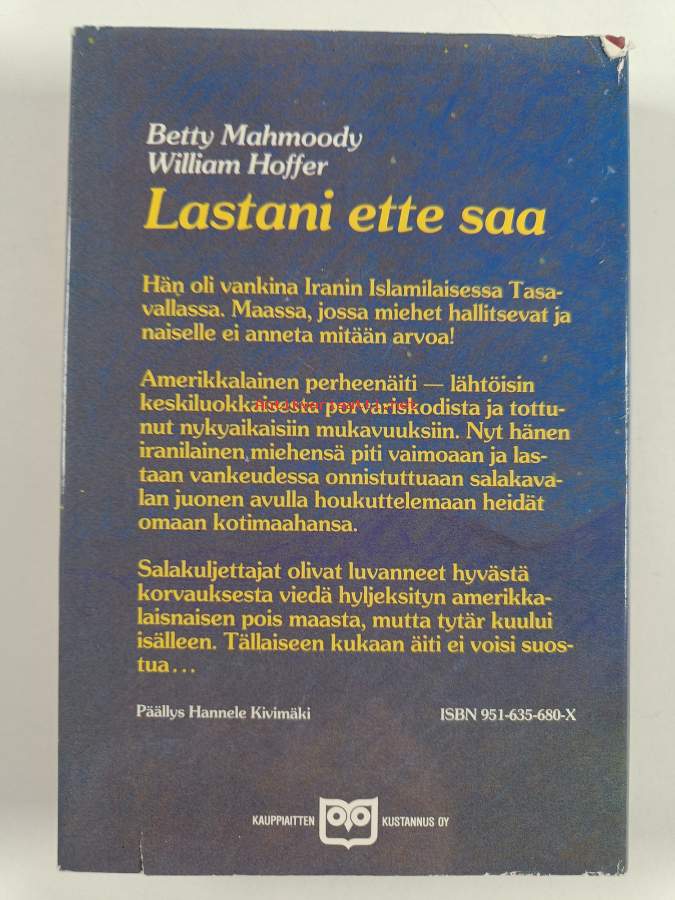 Betty Mahmoody
William Hoffer
Lastani ette saa
Hän oli vankina Iranin Islamilaisessa Tasa-
vallassa. Maassa, jossa miehet hallitsevat ja
naiselle ei anneta mitään arvoa!
Amerikkalainen perheenäiti — lähtöisin
keskiluokkaisesta porvariskodista ja tottu-
nut nykyaikaisiin mukavuuksiin. Nyt hänen
iranilainen miehensä piti vaimoaan ja las-
taan vankeudessa onnistuttuaan salakava-
lan juonen avulla houkuttelemaan heidät
omaan kotimaahansa.
Salakuljettajat olivat luvanneet hyvästä
korvauksesta viedä hyljeksityn amerikka-
laisnaisen pois maasta, mutta tytär kuului
isälleen. Tällaiseen kukaan äiti ei voisi suos-
tua...
Päällys Hannele Kivimäki ISBN 951-635-680-X
KAUPPIAITTEN KUSTANNUS OY